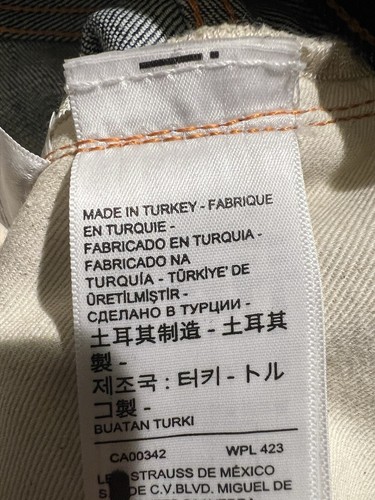 MADE IN TURKEY - FABRIQUE
EN TURQUIE -
FABRICADO EN TURQUIA -
FABRICADO NA
TURQUÍA - TÜRKİYE' DE
ÜRETİLMİŞTİR -
СДЕЛАНО В ТУРЦИИ -
土耳其制造 - 土耳其
製 -
제조국 : 터키 - トル
コ製 -
BUATAN TURKI
CA00342 WPL 423
STRAUSS DE MÉXICO
DE C.V.BLVD. MIGUEL DE